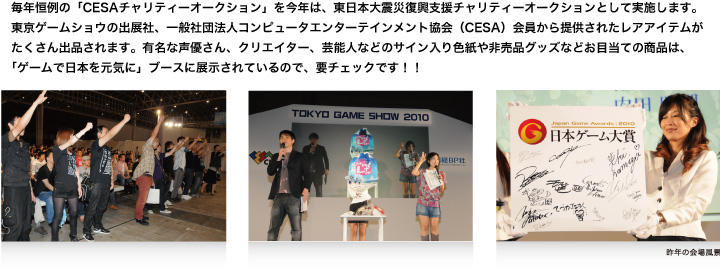 毎年恒例の「CESAチャリティーオークション」を今年は、東日本大震災復興支援チャリティーオークションとして実施します。
東京ゲームショウの出展社、一般社団法人コンピュータエンターテインメント協会（CESA）会員から提供されたレアアイテムが
たくさん出品されます。有名な声優さん、クリエイター、芸能人などのサイン入り色紙や非売品グッズなどお目当ての商品は、
「ゲームで日本を元気に」ブースに展示されているので、要チェックです！！
TOKYO GAME SHOW 2010
日経BP社
Japan Game Awards : 2010
日本ゲーム大賞
昨年の会場風景